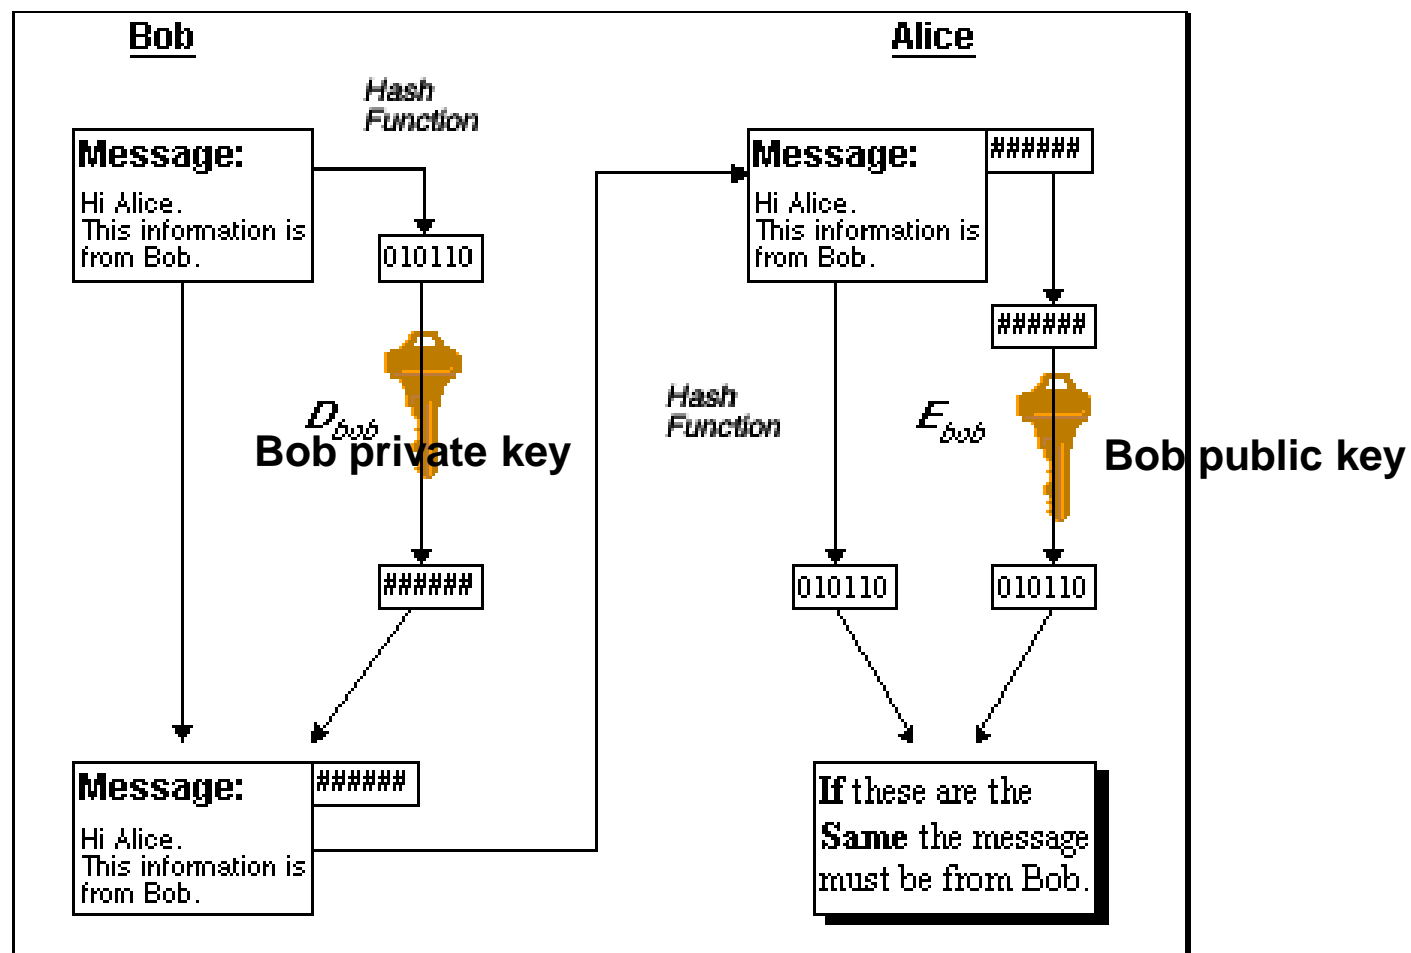 Bob
Hash
Function
Message:
Hi Alice.
This information is
from Bob.
010110
D bob
Bob private key
######
Message:
######
Hi Alice.
This information is
from Bob.
Alice
Message:
######
Hi Alice.
This information is
from Bob.
######
Hash
Function
E bob
Bob public key
010110
010110
If these are the
Same the message
must be from Bob.